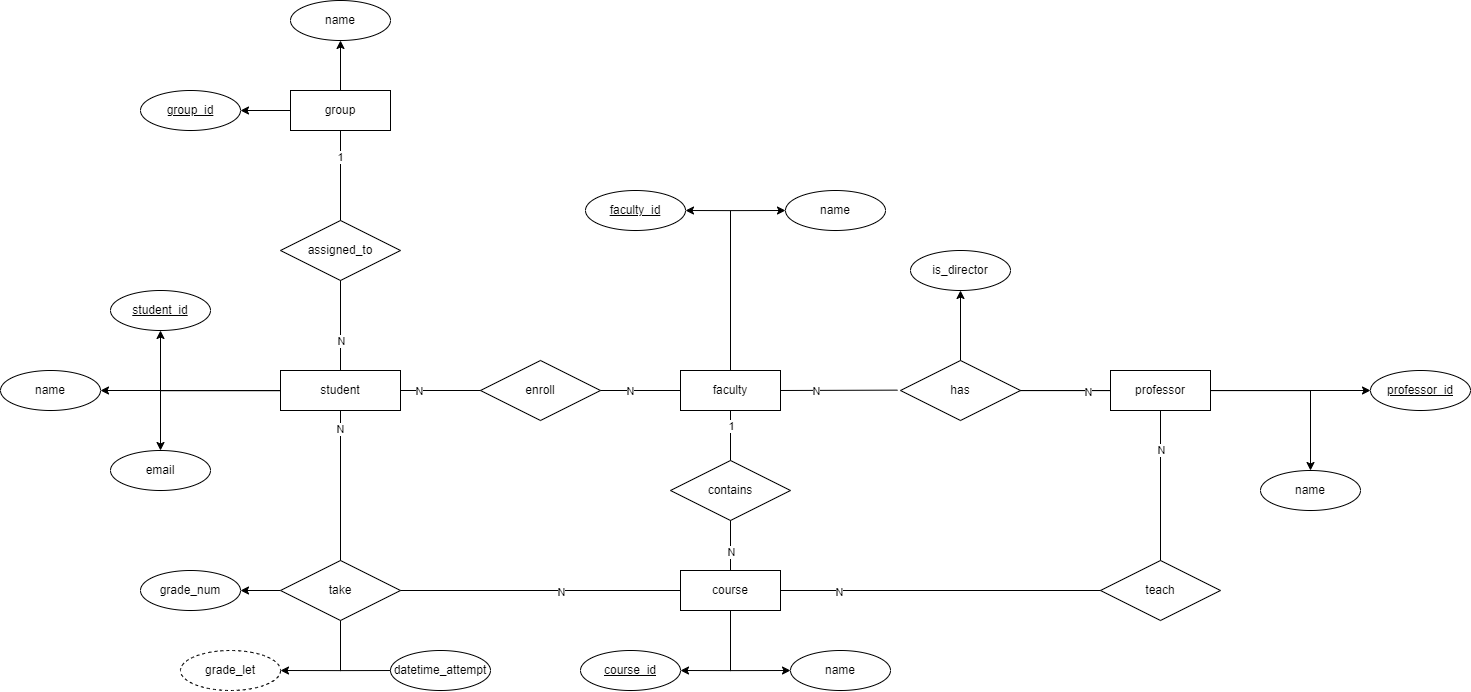 name
group_id
group
1
assigned_to
faculty_id
name
is_director
student_id
N
name
student
N
enroll
N
faculty
N
has
N
professor
professor_id
email
N
1
contains
N
name
N
grade_num
take
N
course
N
teach
grade_let
datetime_attempt
course_id
name